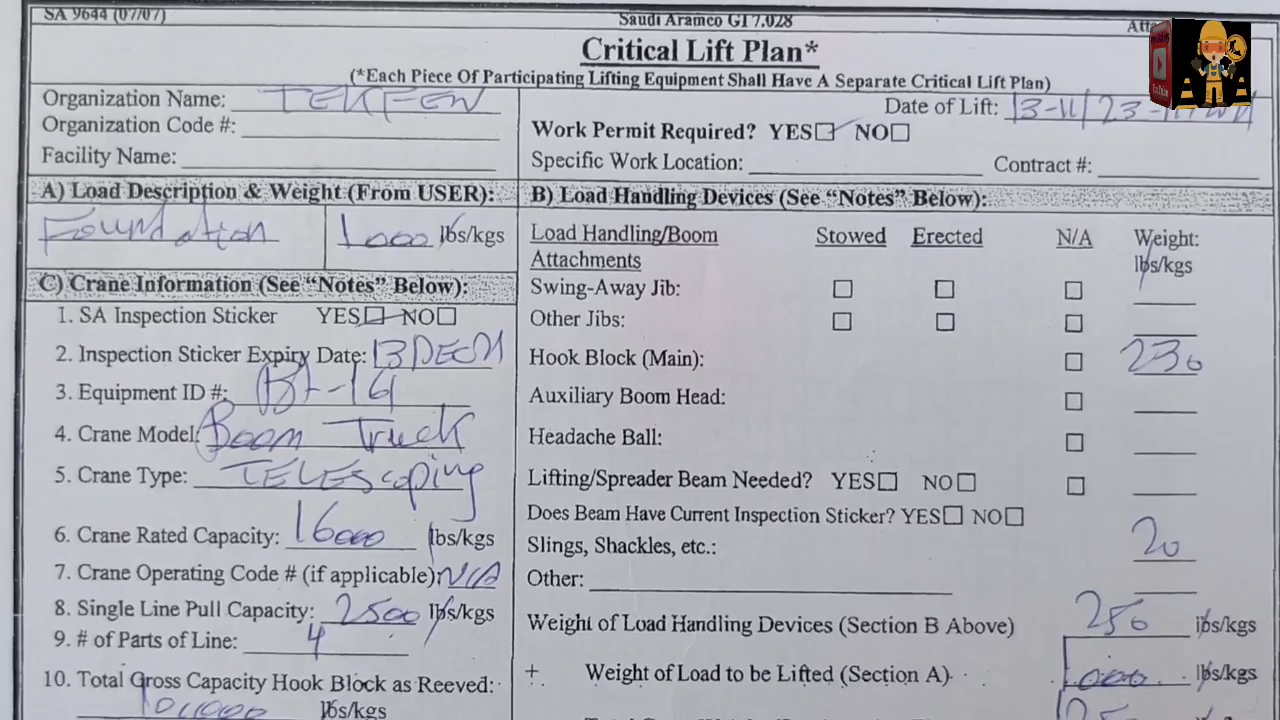 SA 9644 (07/07)
Saudi Aramco GI 7.028
Critical Lift Plan*
(*Each Piece Of Participating Lifting Equipment Shall Have A Separate Critical Lift Plan)
Organization Name: TEKFEN
Organization Code #:
Facility Name:
Date of Lift: 13-11/23
Work Permit Required? YES NO
Specific Work Location: Contract #:
A) Load Description & Weight (From USER):
Foundation 1000 lbs/kgs
C) Crane Information (See “Notes” Below):
1. SA Inspection Sticker YES NO
2. Inspection Sticker Expiry Date: 13 DEC
3. Equipment ID #: BT-161
4. Crane Model: Boom Truck
5. Crane Type: TELEScoping
6. Crane Rated Capacity: 16000 lbs/kgs
7. Crane Operating Code # (if applicable): N/A
8. Single Line Pull Capacity: 2500 lbs/kgs
9. # of Parts of Line: 4
10. Total Gross Capacity Hook Block as Reeved:
lbs/kgs
B) Load Handling Devices (See “Notes” Below):
Load Handling/Boom Stowed Erected N/A Weight:
Attachments lbs/kgs
Swing-Away Jib:
Other Jibs:
Hook Block (Main): 230
Auxiliary Boom Head:
Headache Ball:
Lifting/Spreader Beam Needed? YES NO
Does Beam Have Current Inspection Sticker? YES NO
Slings, Shackles, etc.: 20
Other:
Weight of Load Handling Devices (Section B Above) 250 lbs/kgs
+ Weight of Load to be Lifted (Section A) 1000 lbs/kgs